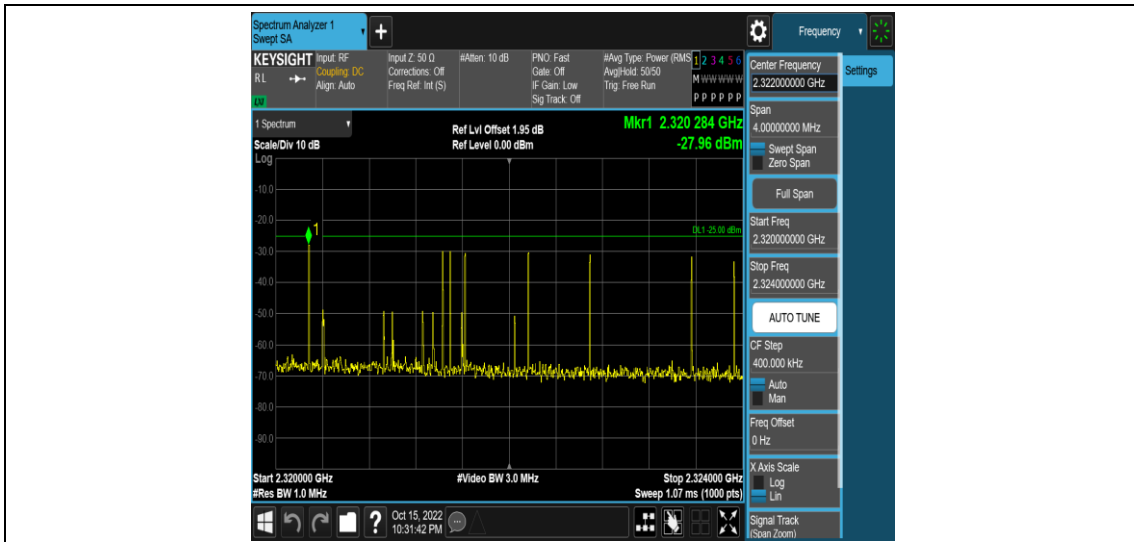 Spectrum Analyzer 1
Swept SA
Frequency
KEYSIGHT
RL
LXI
Input: RF
Coupling: DC
Align: Auto
Input Z: 50 Ω
Corrections: Off
Freq Ref: Int (S)
#Atten: 10 dB
PNO: Fast
Gate: Off
IF Gain: Low
Sig Track: Off
#Avg Type: Power (RMS
Avg|Hold: 50/50
Trig: Free Run
1 2 3 4 5 6
M W W W W W
P P P P P P
1 Spectrum
Scale/Div 10 dB
Ref Lvl Offset 1.95 dB
Ref Level 0.00 dBm
Mkr1 2.320 284 GHz
-27.96 dBm
Log
-10.0
-20.0
-30.0
-40.0
-50.0
-60.0
-70.0
-80.0
-90.0
1
DL1 -25.00 dBm
Start 2.320000 GHz
#Res BW 1.0 MHz
#Video BW 3.0 MHz
Stop 2.324000 GHz
Sweep 1.07 ms (1000 pts)
?
Oct 15, 2022
10:31:42 PM
Center Frequency
2.322000000 GHz
Settings
Span
4.00000000 MHz
Swept Span
Zero Span
Full Span
Start Freq
2.320000000 GHz
Stop Freq
2.324000000 GHz
AUTO TUNE
CF Step
400.000 kHz
Auto
Man
Freq Offset
0 Hz
X Axis Scale
Log
Lin
Signal Track
(Span Zoom)